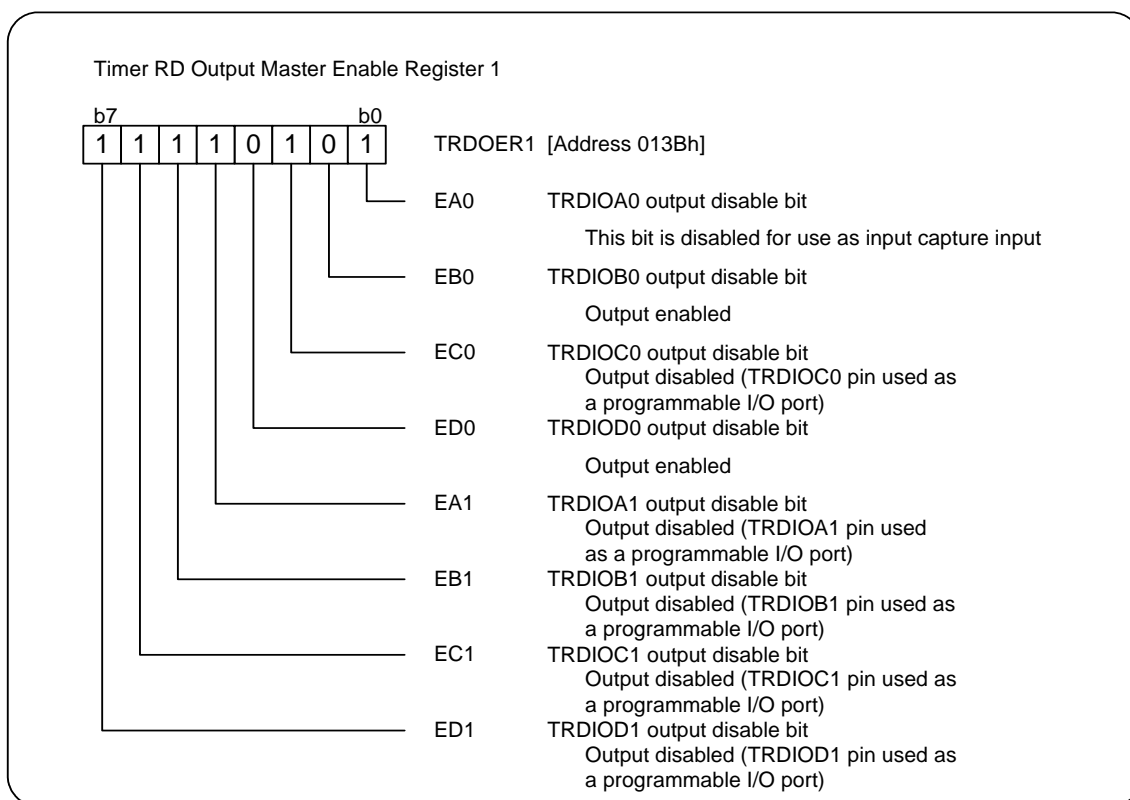 Timer RD Output Master Enable Register 1
b7 b0
1 1 1 1 0 1 0 1 TRDOER1 [Address 013Bh]
EA0 TRDIOA0 output disable bit
This bit is disabled for use as input capture input
EB0 TRDIOB0 output disable bit
Output enabled
EC0 TRDIOC0 output disable bit
Output disabled (TRDIOC0 pin used as
a programmable I/O port)
ED0 TRDIOD0 output disable bit
Output enabled
EA1 TRDIOA1 output disable bit
Output disabled (TRDIOA1 pin used
as a programmable I/O port)
EB1 TRDIOB1 output disable bit
Output disabled (TRDIOB1 pin used as
a programmable I/O port)
EC1 TRDIOC1 output disable bit
Output disabled (TRDIOC1 pin used as
a programmable I/O port)
ED1 TRDIOD1 output disable bit
Output disabled (TRDIOD1 pin used as
a programmable I/O port)